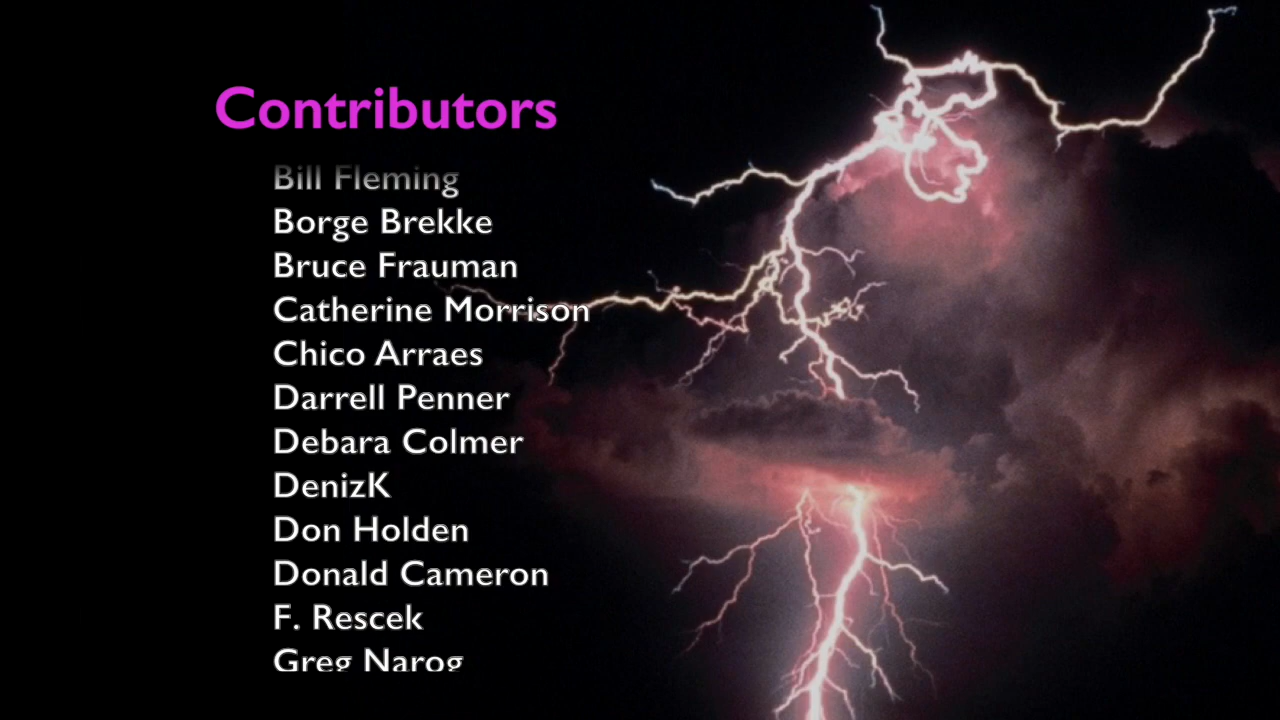 Contributors
Bill Fleming
Borge Brekke
Bruce Frauman
Catherine Morrison
Chico Arraes
Darrell Penner
Debara Colmer
DenizK
Don Holden
Donald Cameron
F. Rescek
Greg Narog